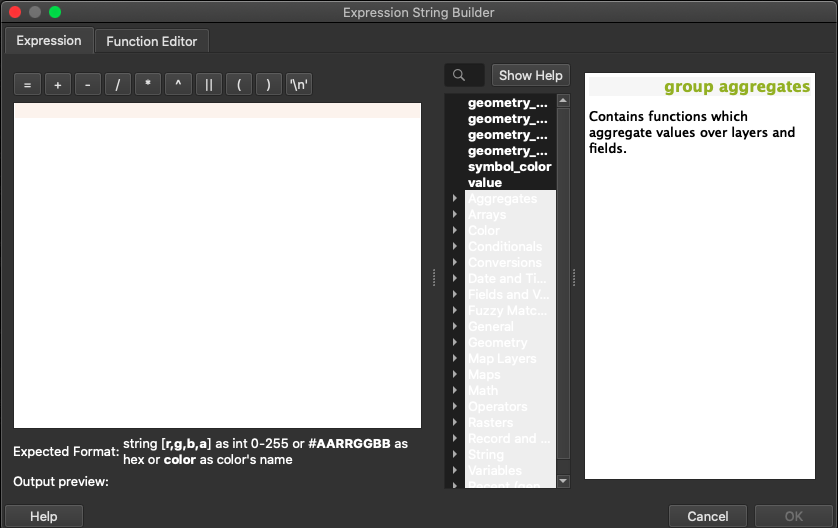 Expression String Builder
Expression
Function Editor
= + - / * ^ || ( ) '\n'
Show Help
geometry_...
geometry_...
geometry_...
geometry_...
symbol_color
value
Aggregates
Arrays
Color
Conditionals
Conversions
Date and Ti...
Fields and V...
Fuzzy Matc...
General
Geometry
Map Layers
Maps
Math
Operators
Rasters
Record and ...
String
Variables
group aggregates
Contains functions which
aggregate values over layers and
fields.
Expected Format: string [r,g,b,a] as int 0-255 or #AARRGGBB as
hex or color as color's name
Output preview:
Help
Cancel
OK